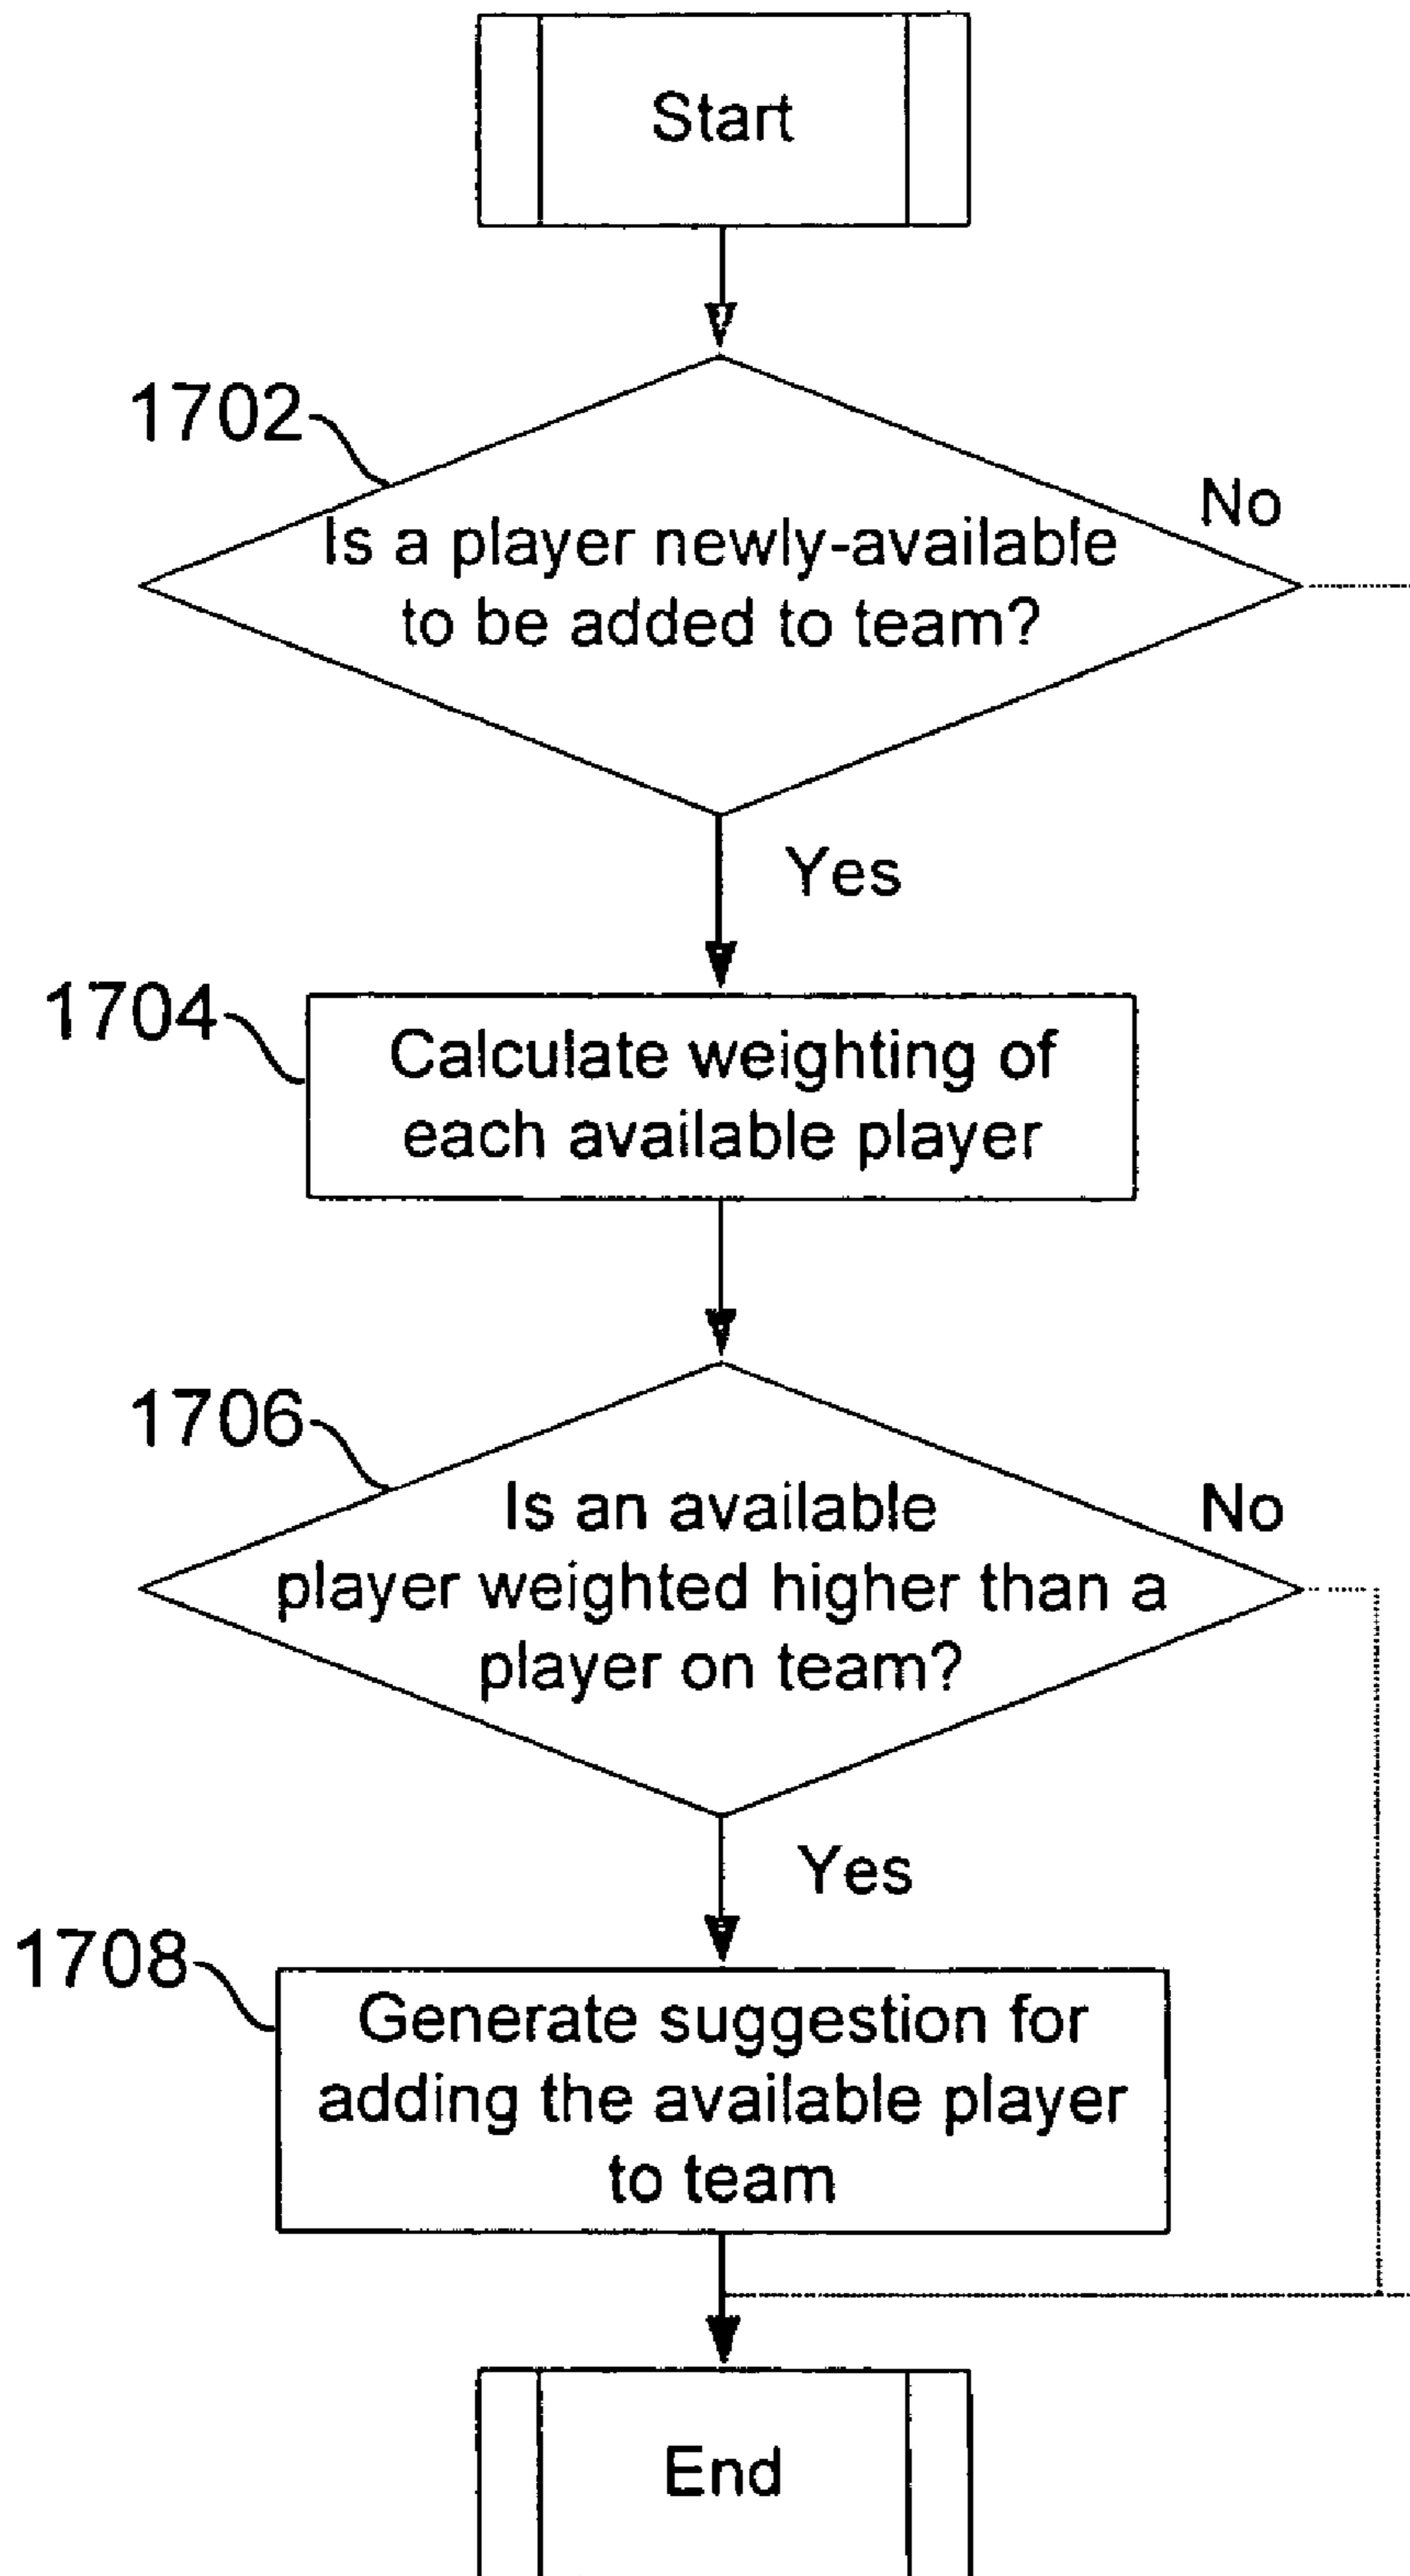 Start
1702
No
Is a player newly-available
to be added to team?
Yes
1704
Calculate weighting of
each available player
1706
No
Is an available
player weighted higher than a
player on team?
Yes
1708
Generate suggestion for
adding the available player
to team
End